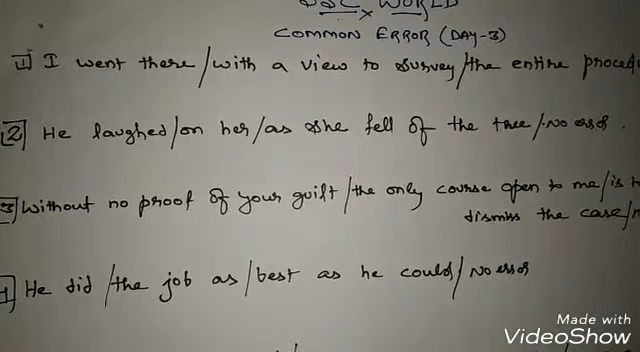 SSC WORLD
COMMON ERROR (DAY-3)
1 I went there/with a view to survey/the entire
2 He laughed/on her/as she fell of the tree/.No error.
3 Without no proof of your guilt/the only course open to me/is
dismiss the case/
He did/the job as/best as he could/No error
Made with
VideoShow